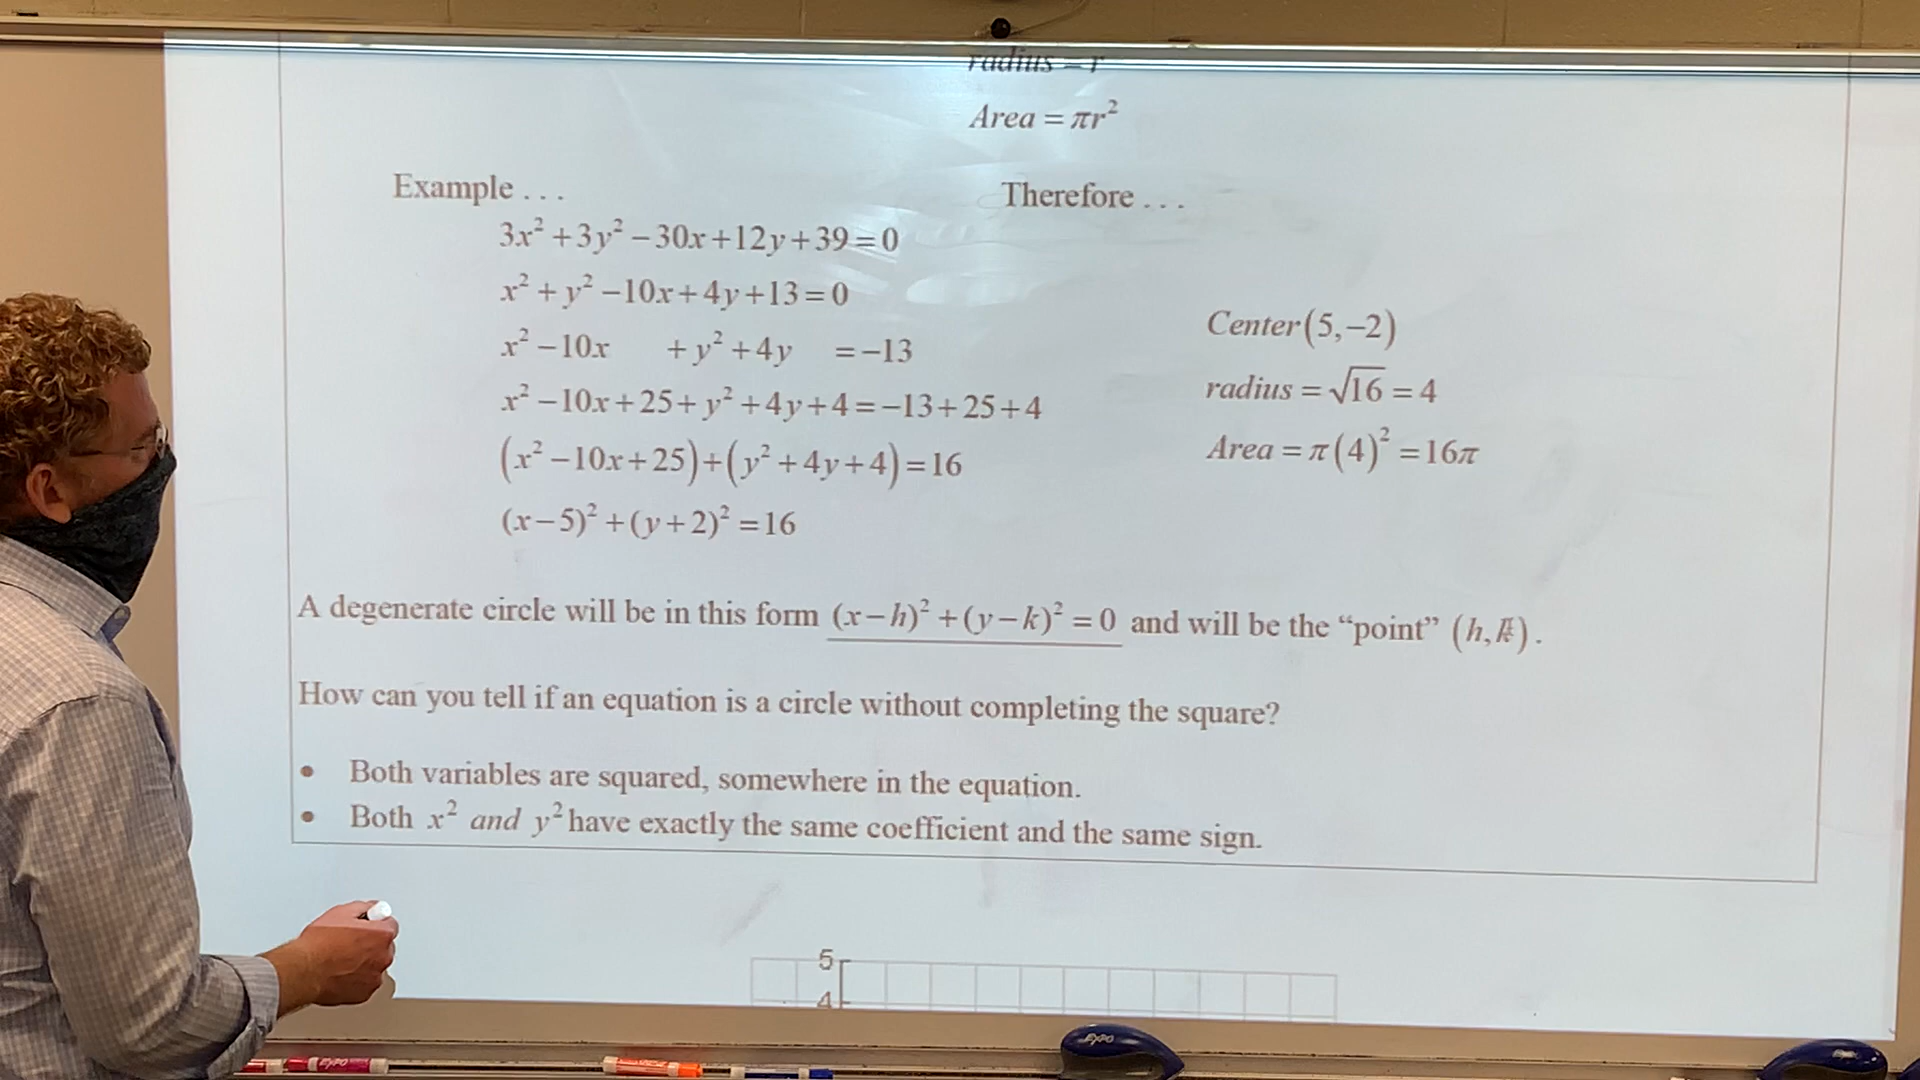 radius = r
Area = πr²
Example . . .
Therefore . . .
3x² + 3y² − 30x + 12y + 39 = 0
x² + y² − 10x + 4y + 13 = 0
x² − 10x + y² + 4y = −13
x² − 10x + 25 + y² + 4y + 4 = −13 + 25 + 4
(x² − 10x + 25) + (y² + 4y + 4) = 16
(x − 5)² + (y + 2)² = 16
Center(5, −2)
radius = √16 = 4
Area = π(4)² = 16π
A degenerate circle will be in this form (x − h)² + (y − k)² = 0 and will be the “point” (h, k).
How can you tell if an equation is a circle without completing the square?
• Both variables are squared, somewhere in the equation.
• Both x² and y² have exactly the same coefficient and the same sign.
5
4
EXPO
EXPO